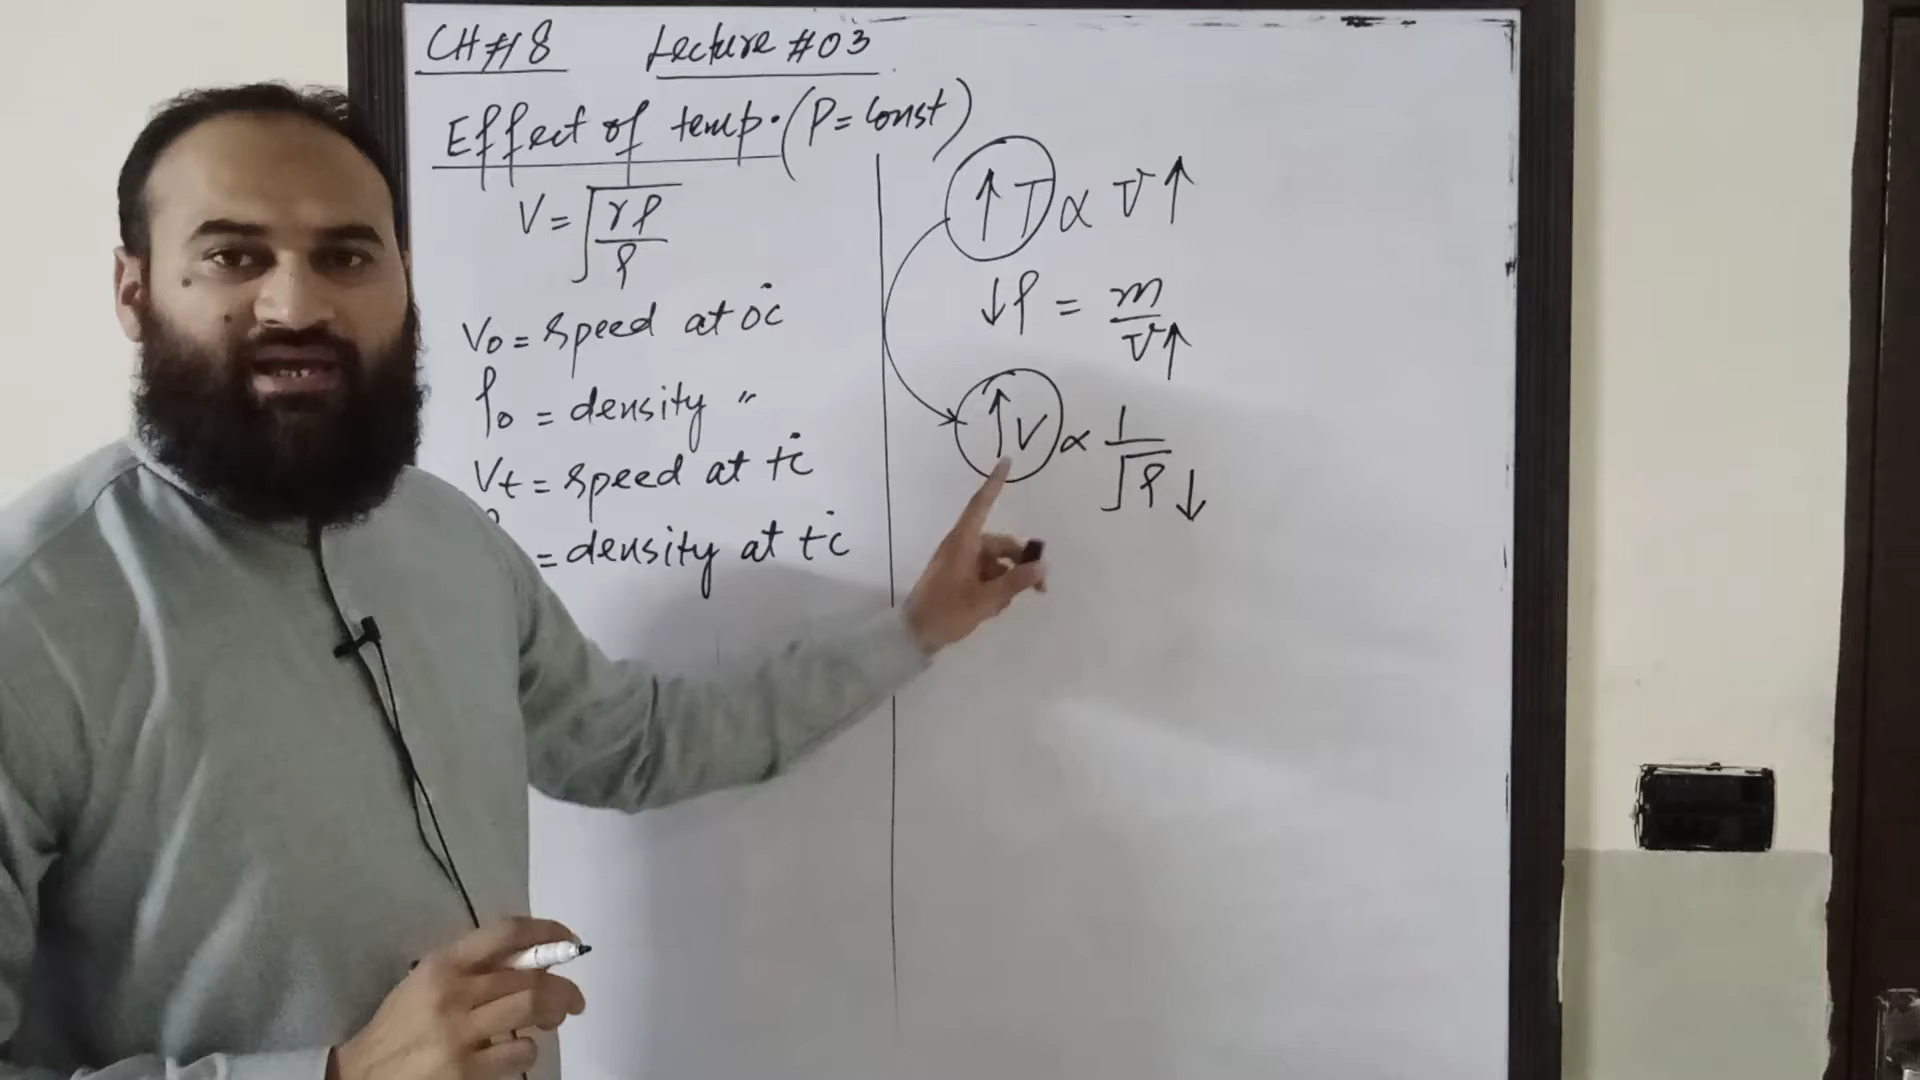 CH#18 Lecture #03
Effect of temp. (P = Const)
V = √(γP/ρ)
V₀ = speed at 0°c
ρ₀ = density "
Vt = speed at t°c
= density at t°c
↑T ∝ V↑
↓ρ = m/V↑
↑V ∝ 1/√ρ↓